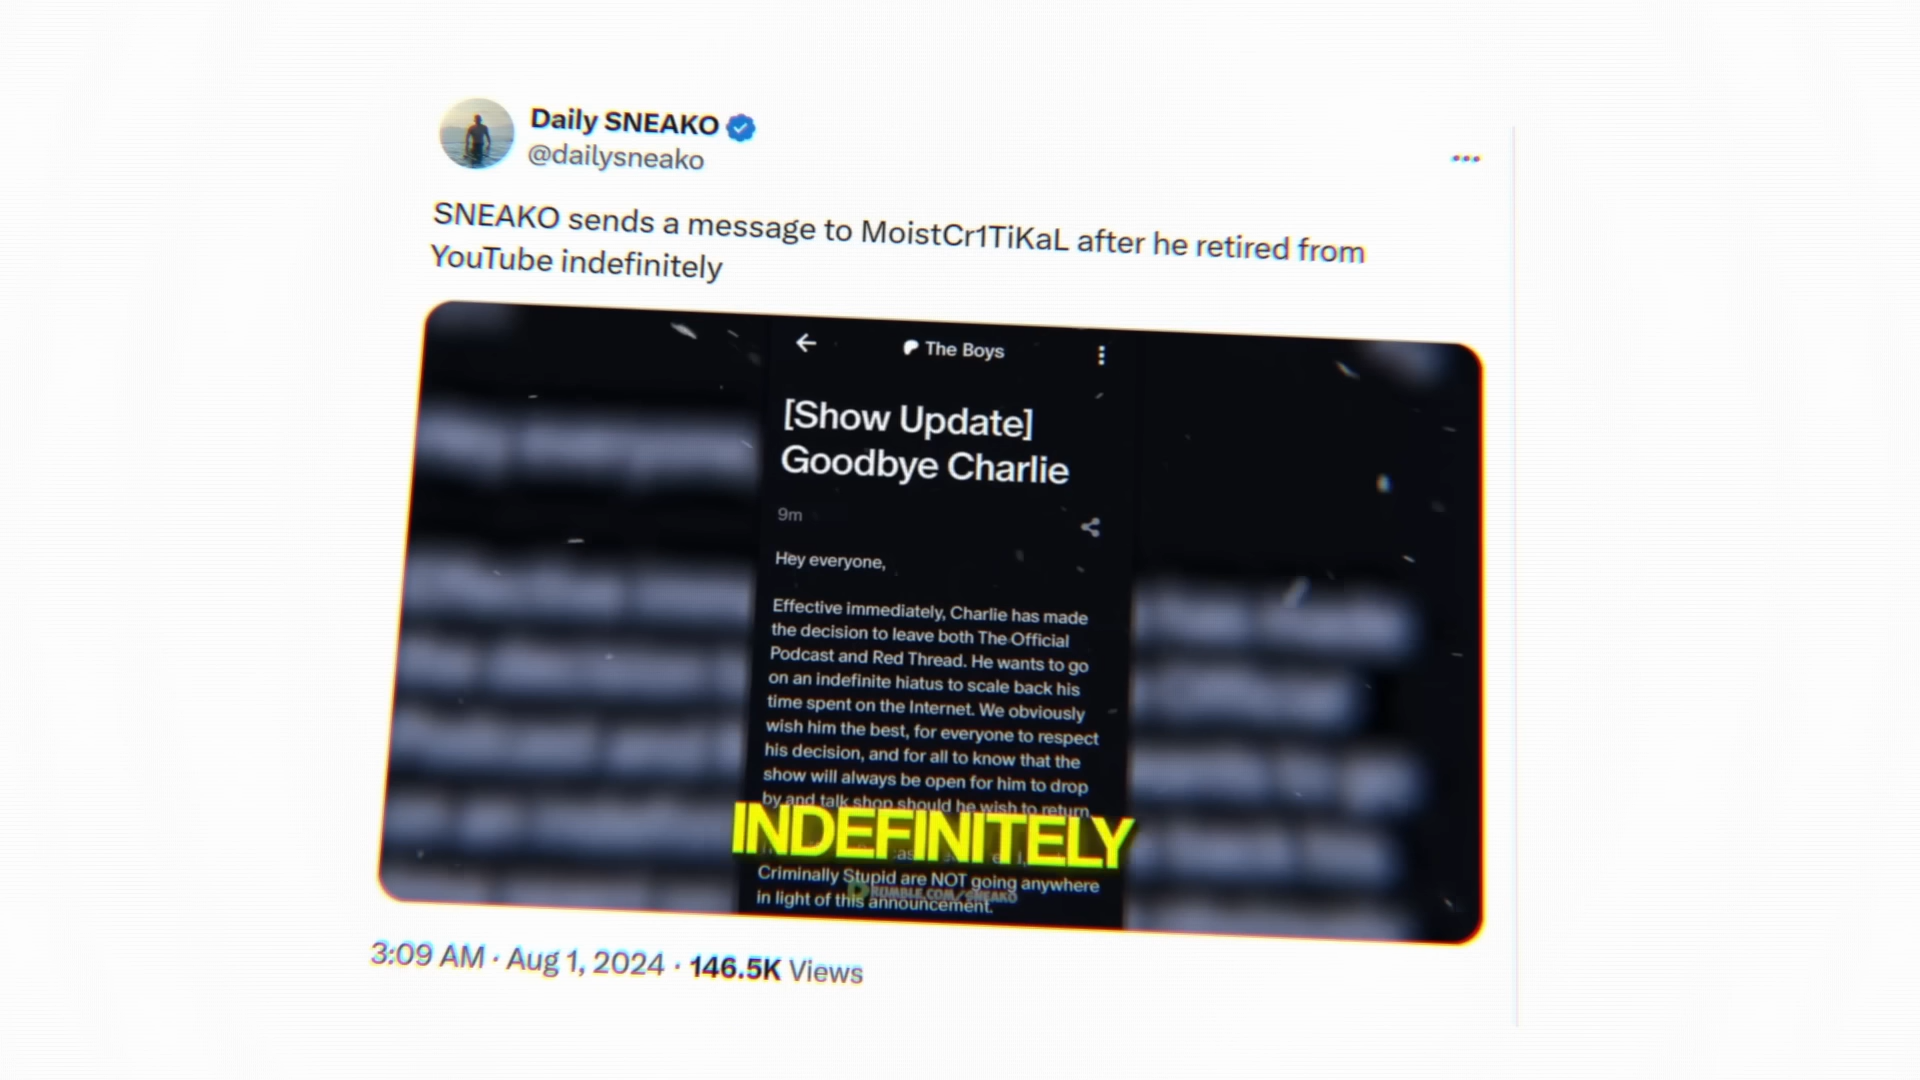 Daily SNEAKO
@dailysneako
SNEAKO sends a message to MoistCr1TiKaL after he retired from
YouTube indefinitely
The Boys
[Show Update]
Goodbye Charlie
9m
Hey everyone,
Effective immediately, Charlie has made
the decision to leave both The Official
Podcast and Red Thread. He wants to go
on an indefinite hiatus to scale back his
time spent on the Internet. We obviously
wish him the best, for everyone to respect
his decision, and for all to know that the
show will always be open for him to drop
by and talk shop should he wish to return.
INDEFINITELY
Criminally Stupid are NOT going anywhere
RUMBLE.COM/SNEAKO
in light of this announcement.
3:09 AM · Aug 1, 2024 · 146.5K Views